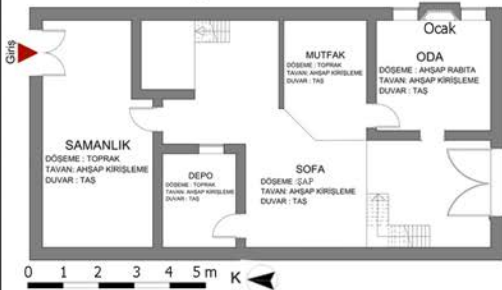 Giriş
SAMANLIK
DÖŞEME : TOPRAK
TAVAN: AHŞAP KİRİŞLEME
DUVAR : TAŞ
DEPO
DÖŞEME : TOPRAK
TAVAN: AHŞAP KİRİŞLEME
DUVAR : TAŞ
MUTFAK
DÖŞEME : TOPRAK
TAVAN: AHŞAP KİRİŞLEME
DUVAR : TAŞ
Ocak
ODA
DÖŞEME : AHŞAP RABITA
TAVAN: AHŞAP KİRİŞLEME
DUVAR : TAŞ
SOFA
DÖŞEME : ŞAP
TAVAN: AHŞAP KİRİŞLEME
DUVAR : TAŞ
0 1 2 3 4 5 m
K